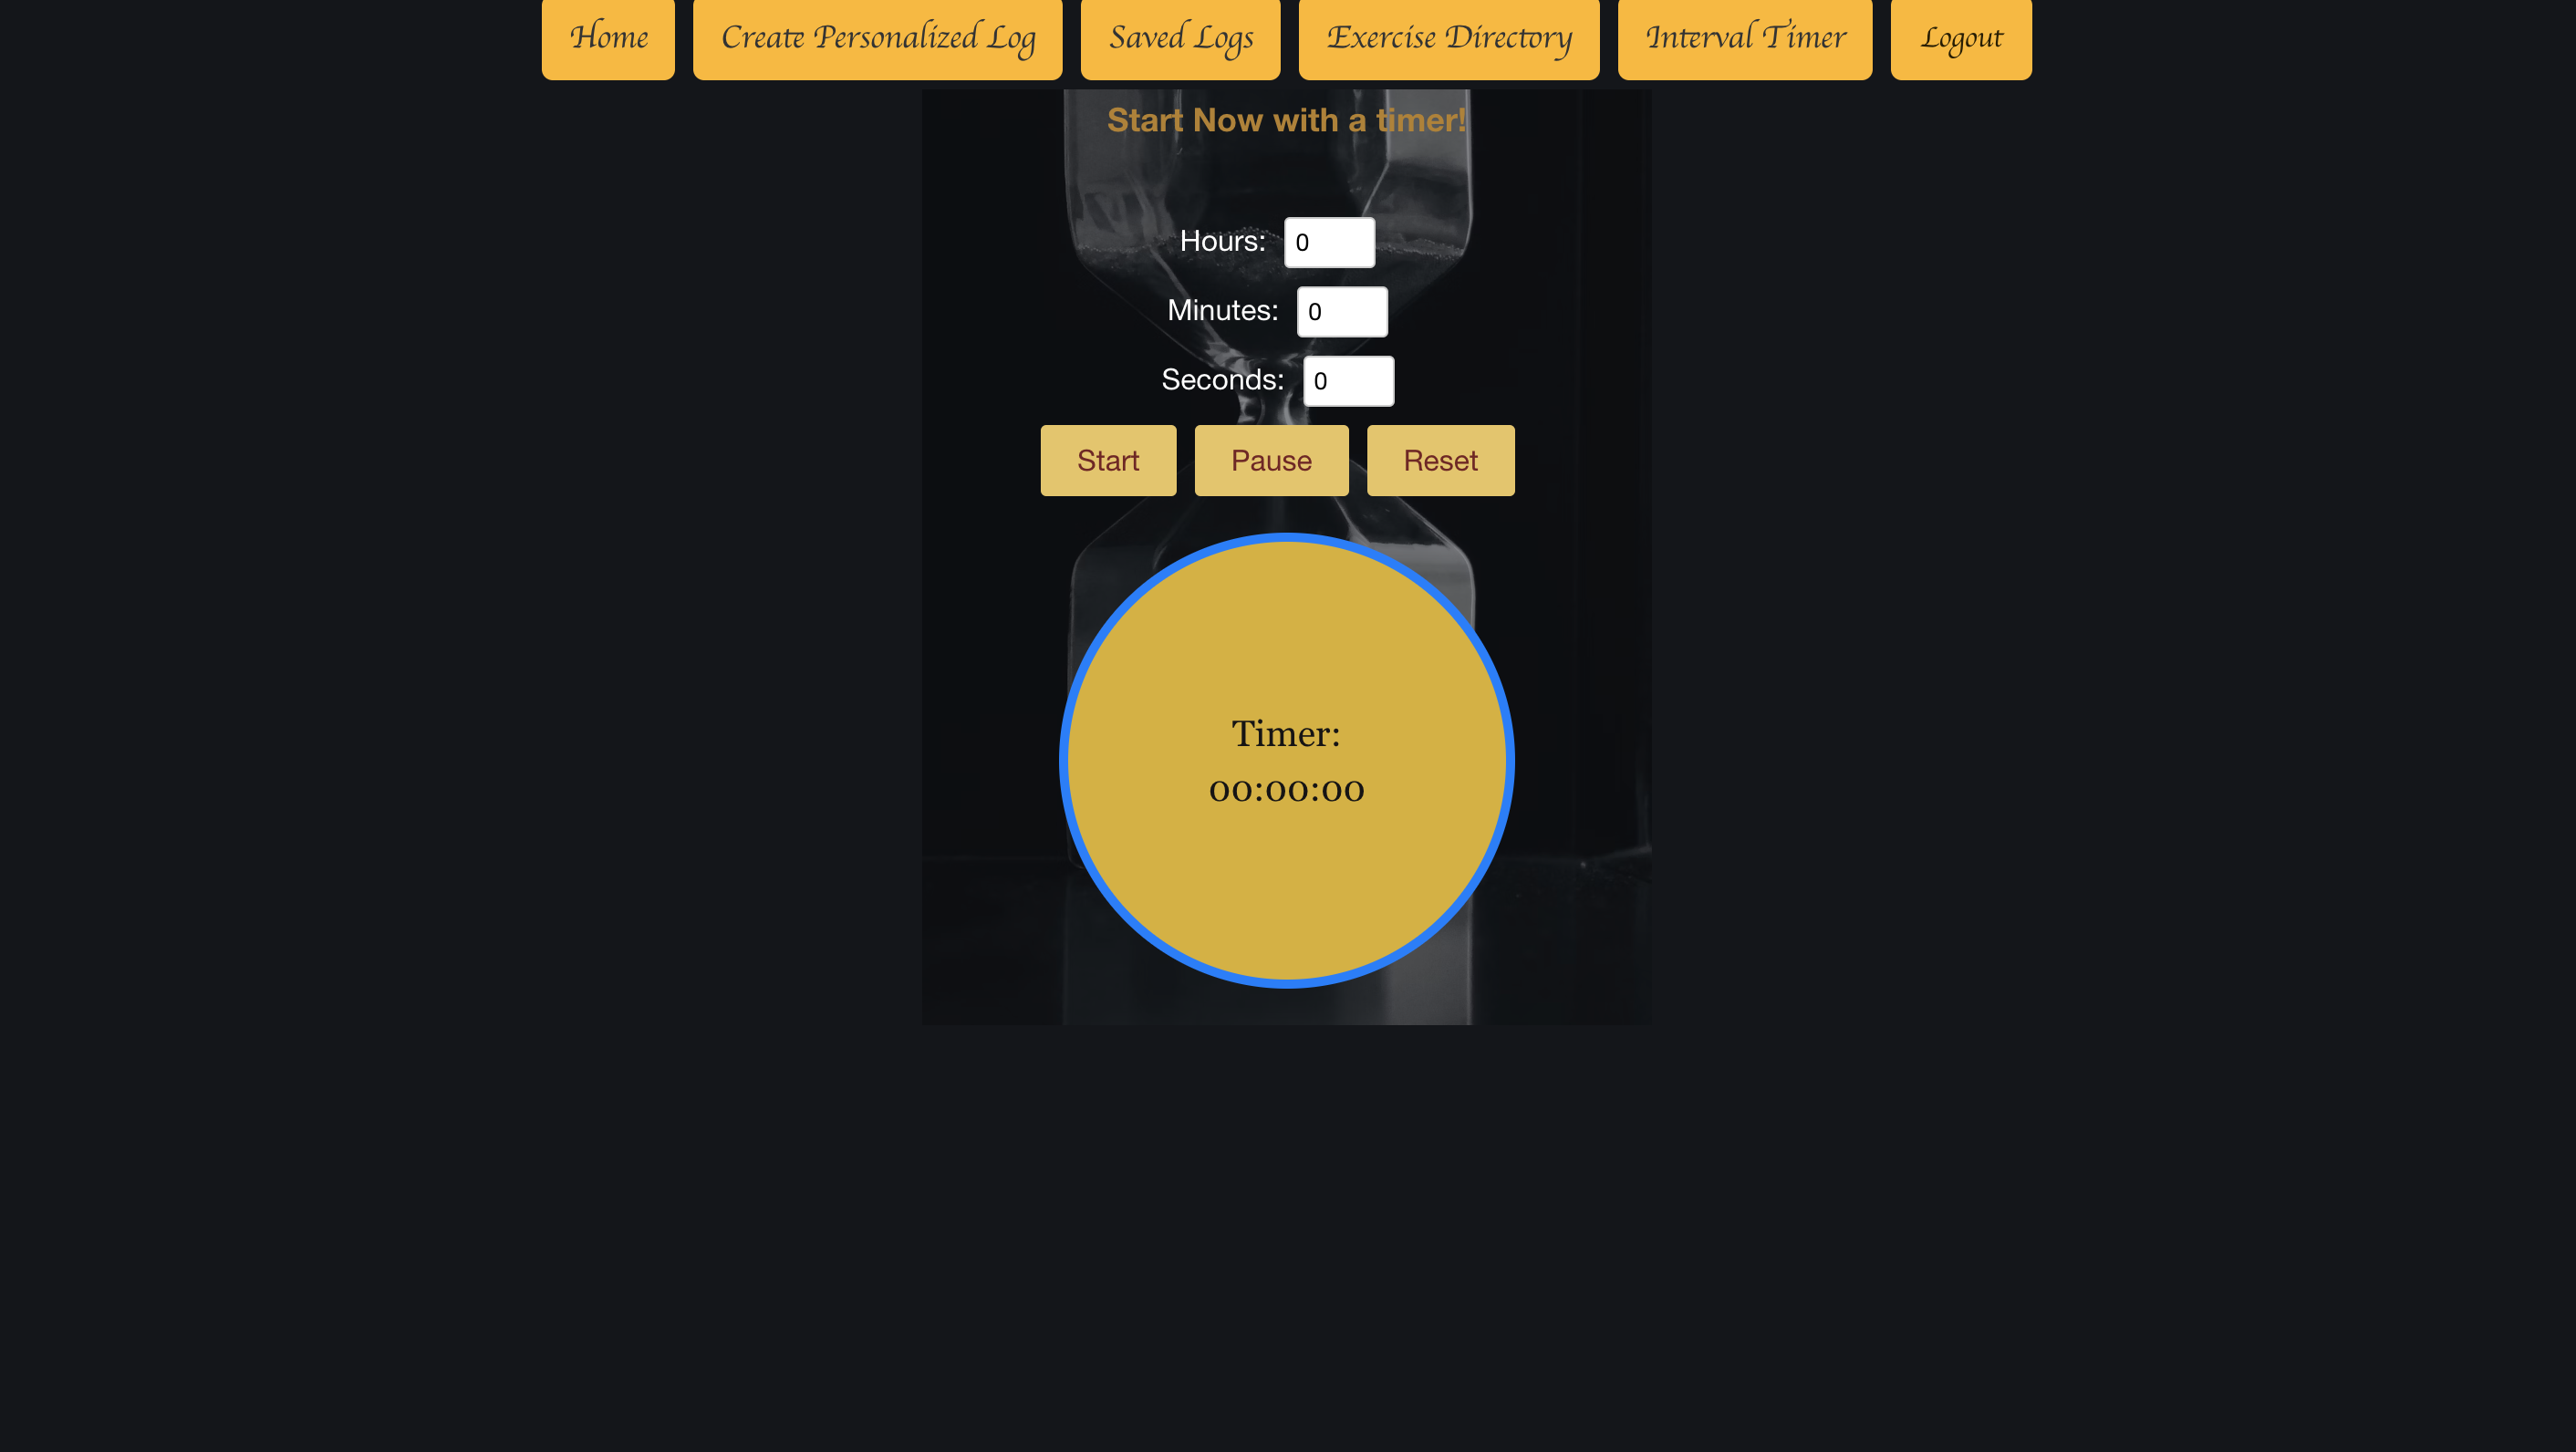 Home Create Personalized Log Saved Logs Exercise Directory Interval Timer Logout
Start Now with a timer!
Hours: 0
Minutes: 0
Seconds: 0
Start Pause Reset
Timer:
00:00:00